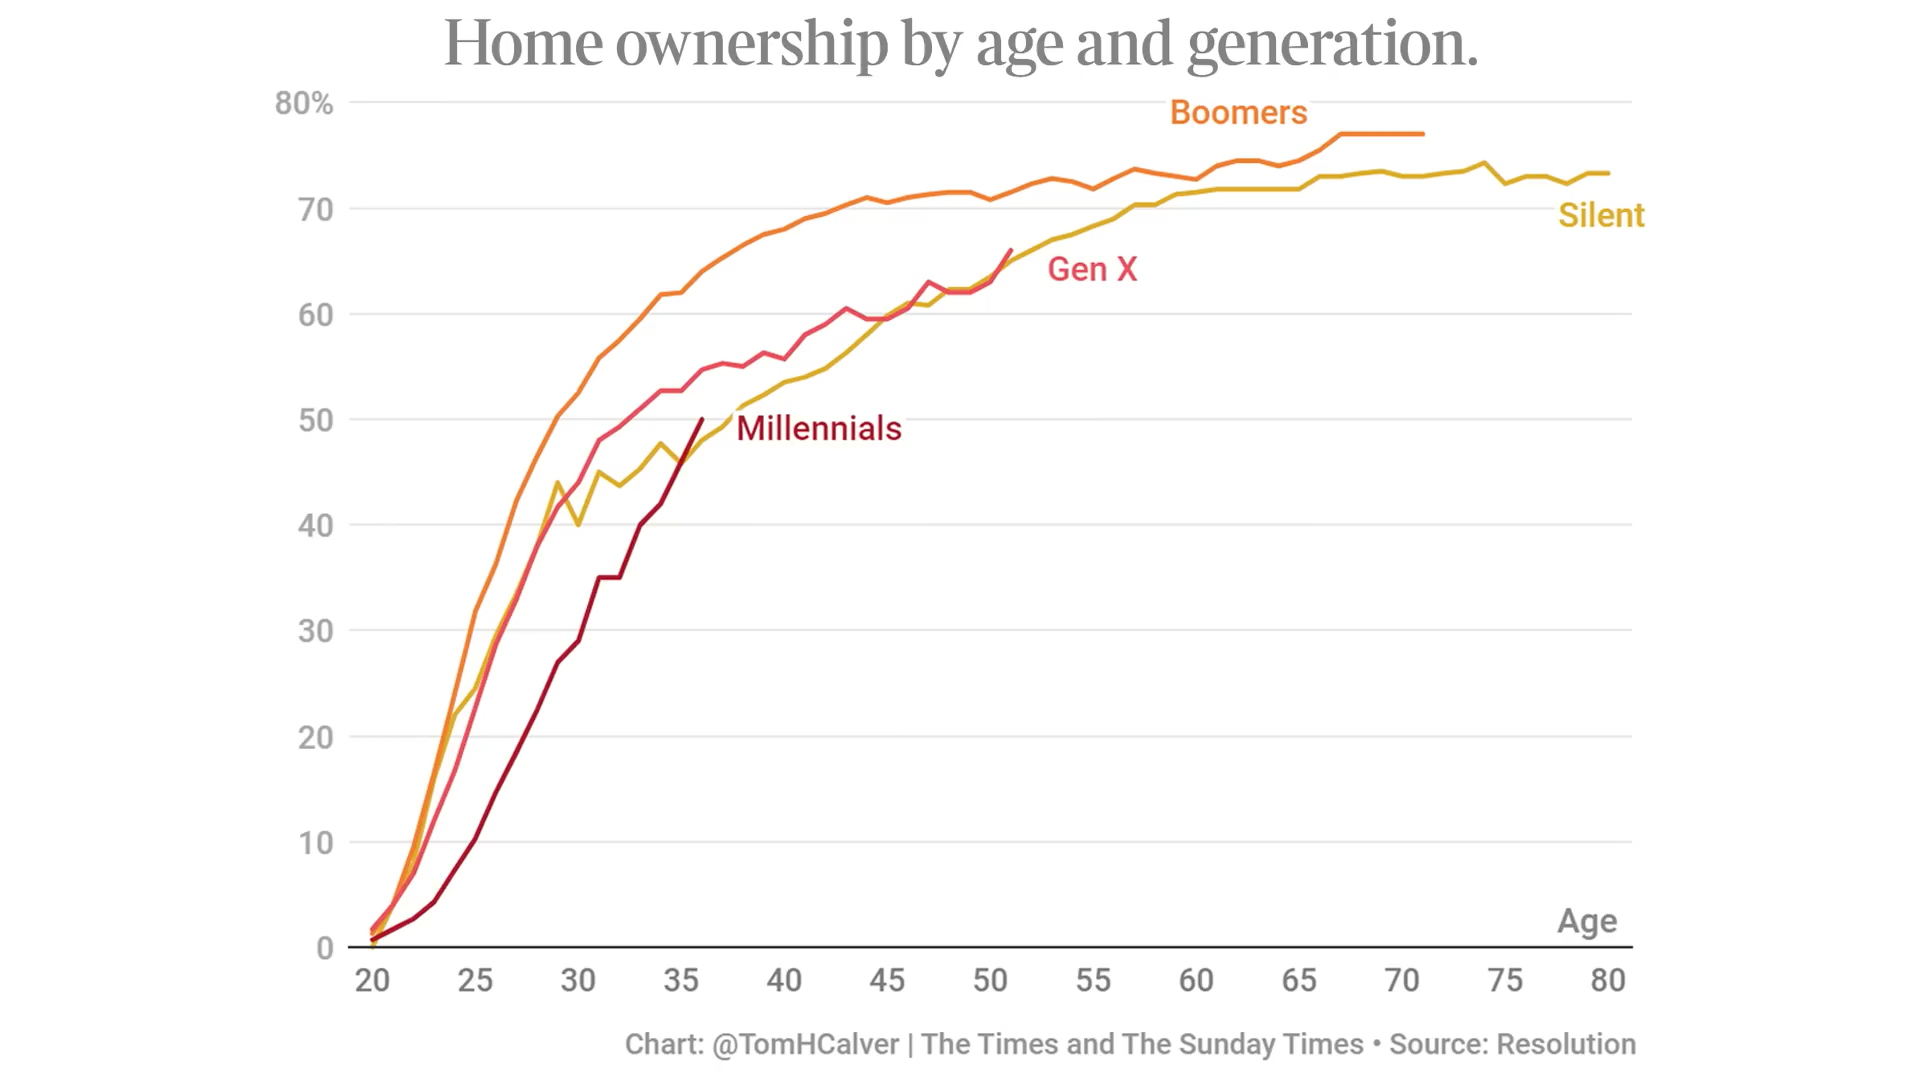 Home ownership by age and generation.
80%
Boomers
70
Silent
Gen X
60
50
Millennials
40
30
20
10
Age
0
20 25 30 35 40 45 50 55 60 65 70 75 80
Chart: @TomHCalver | The Times and The Sunday Times • Source: Resolution